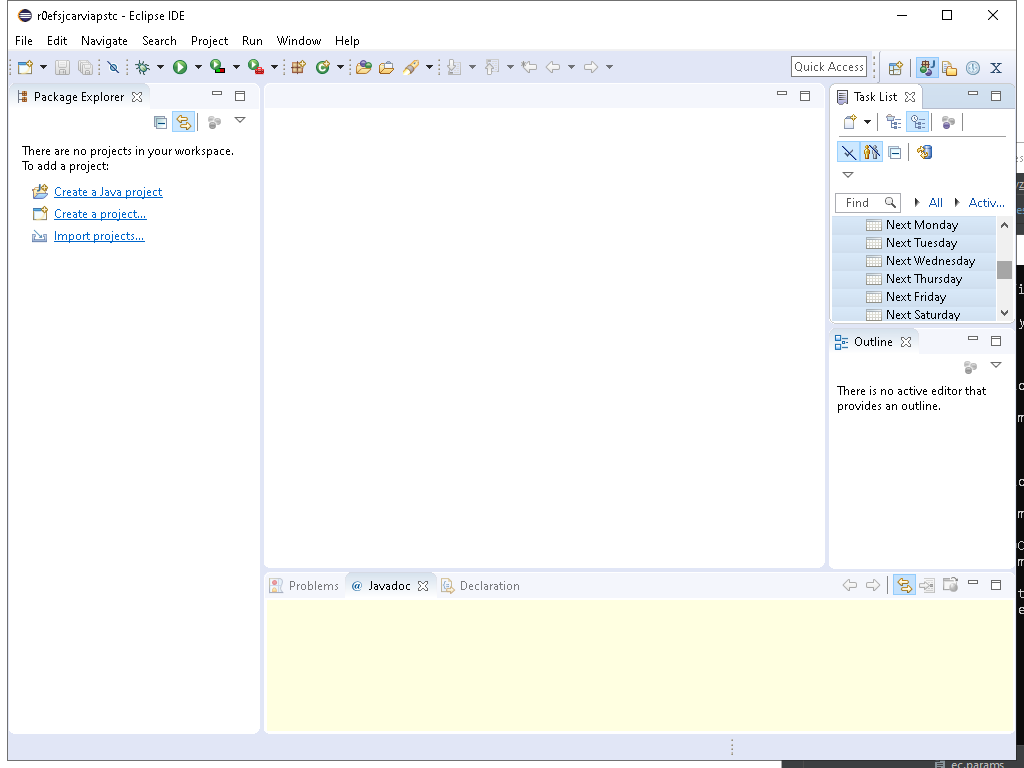 r0efsjcarviapstc - Eclipse IDE
File Edit Navigate Search Project Run Window Help
Quick Access
Package Explorer
There are no projects in your workspace.
To add a project:
Create a Java project
Create a project...
Import projects...
Task List
Find All Activ...
Next Monday
Next Tuesday
Next Wednesday
Next Thursday
Next Friday
Next Saturday
Outline
There is no active editor that
provides an outline.
Problems @ Javadoc Declaration
ec.params